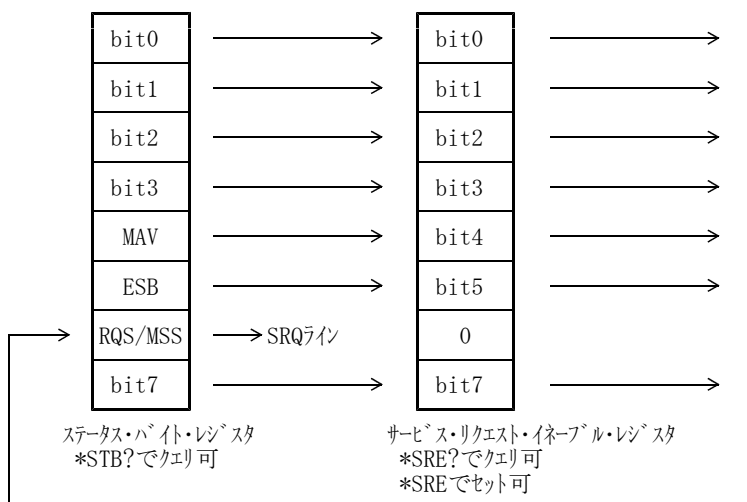 bit0 bit0
bit1 bit1
bit2 bit2
bit3 bit3
MAV bit4
ESB bit5
RQS/MSS SRQﾗｲﾝ 0
bit7 bit7
ｽﾃｰﾀｽ･ﾊﾞｲﾄ･ﾚｼﾞｽﾀ ｻｰﾋﾞｽ･ﾘｸｴｽﾄ･ｲﾈｰﾌﾞﾙ･ﾚｼﾞｽﾀ
*STB?でｸｴﾘ可 *SRE?でｸｴﾘ可
*SREでｾｯﾄ可